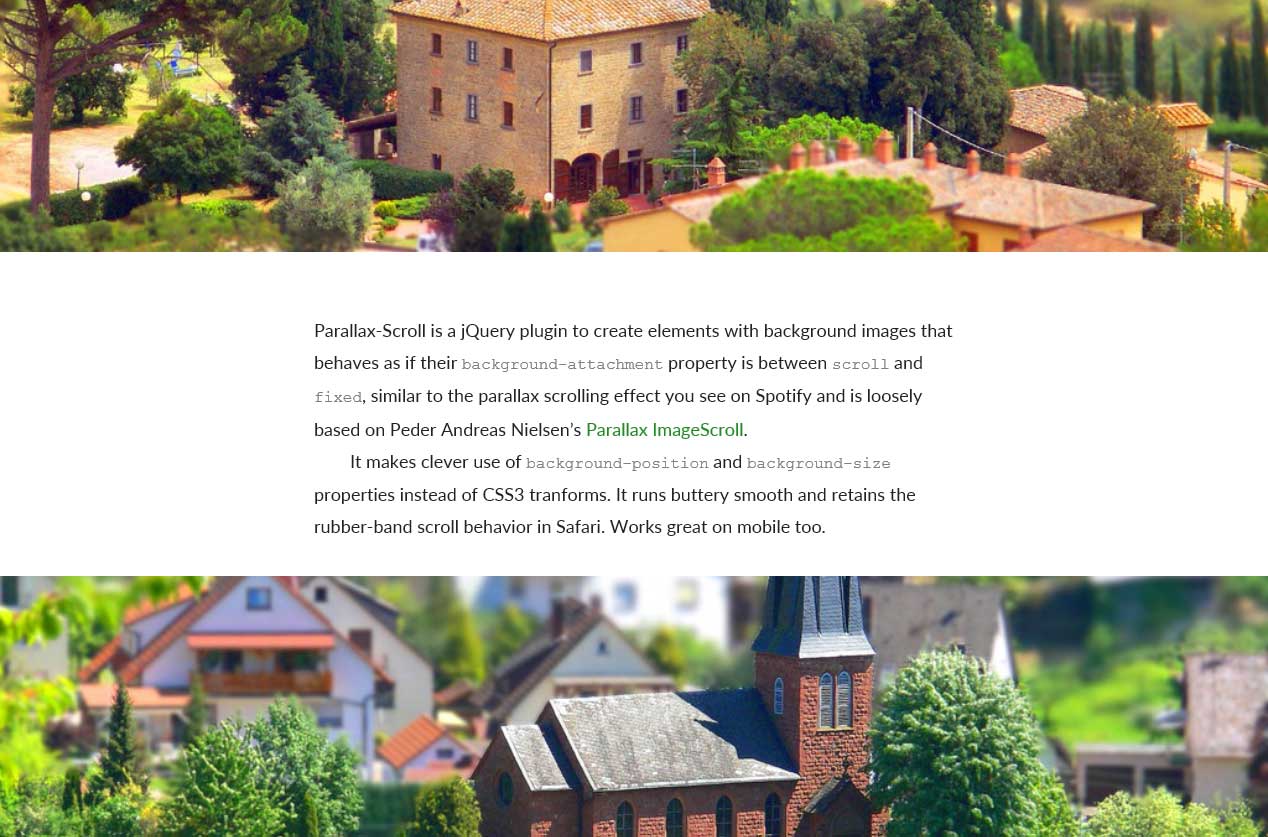 Parallax-Scroll is a jQuery plugin to create elements with background images that
behaves as if their background-attachment property is between scroll and
fixed, similar to the parallax scrolling effect you see on Spotify and is loosely
based on Peder Andreas Nielsen’s Parallax ImageScroll.
It makes clever use of background-position and background-size
properties instead of CSS3 tranforms. It runs buttery smooth and retains the
rubber-band scroll behavior in Safari. Works great on mobile too.